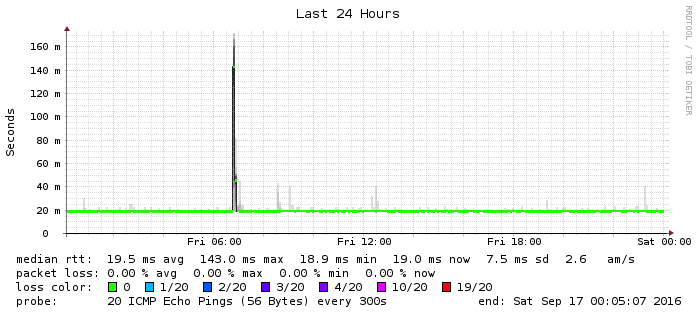 Last 24 Hours
RRDTOOL / TOBI OETIKER
Seconds
160 m
140 m
120 m
100 m
80 m
60 m
40 m
20 m
0
Fri 06:00 Fri 12:00 Fri 18:00 Sat 00:00
median rtt: 19.5 ms avg 143.0 ms max 18.9 ms min 19.0 ms now 7.5 ms sd 2.6 am/s
packet loss: 0.00 % avg 0.00 % max 0.00 % min 0.00 % now
loss color: 0 1/20 2/20 3/20 4/20 10/20 19/20
probe: 20 ICMP Echo Pings (56 Bytes) every 300s end: Sat Sep 17 00:05:07 2016